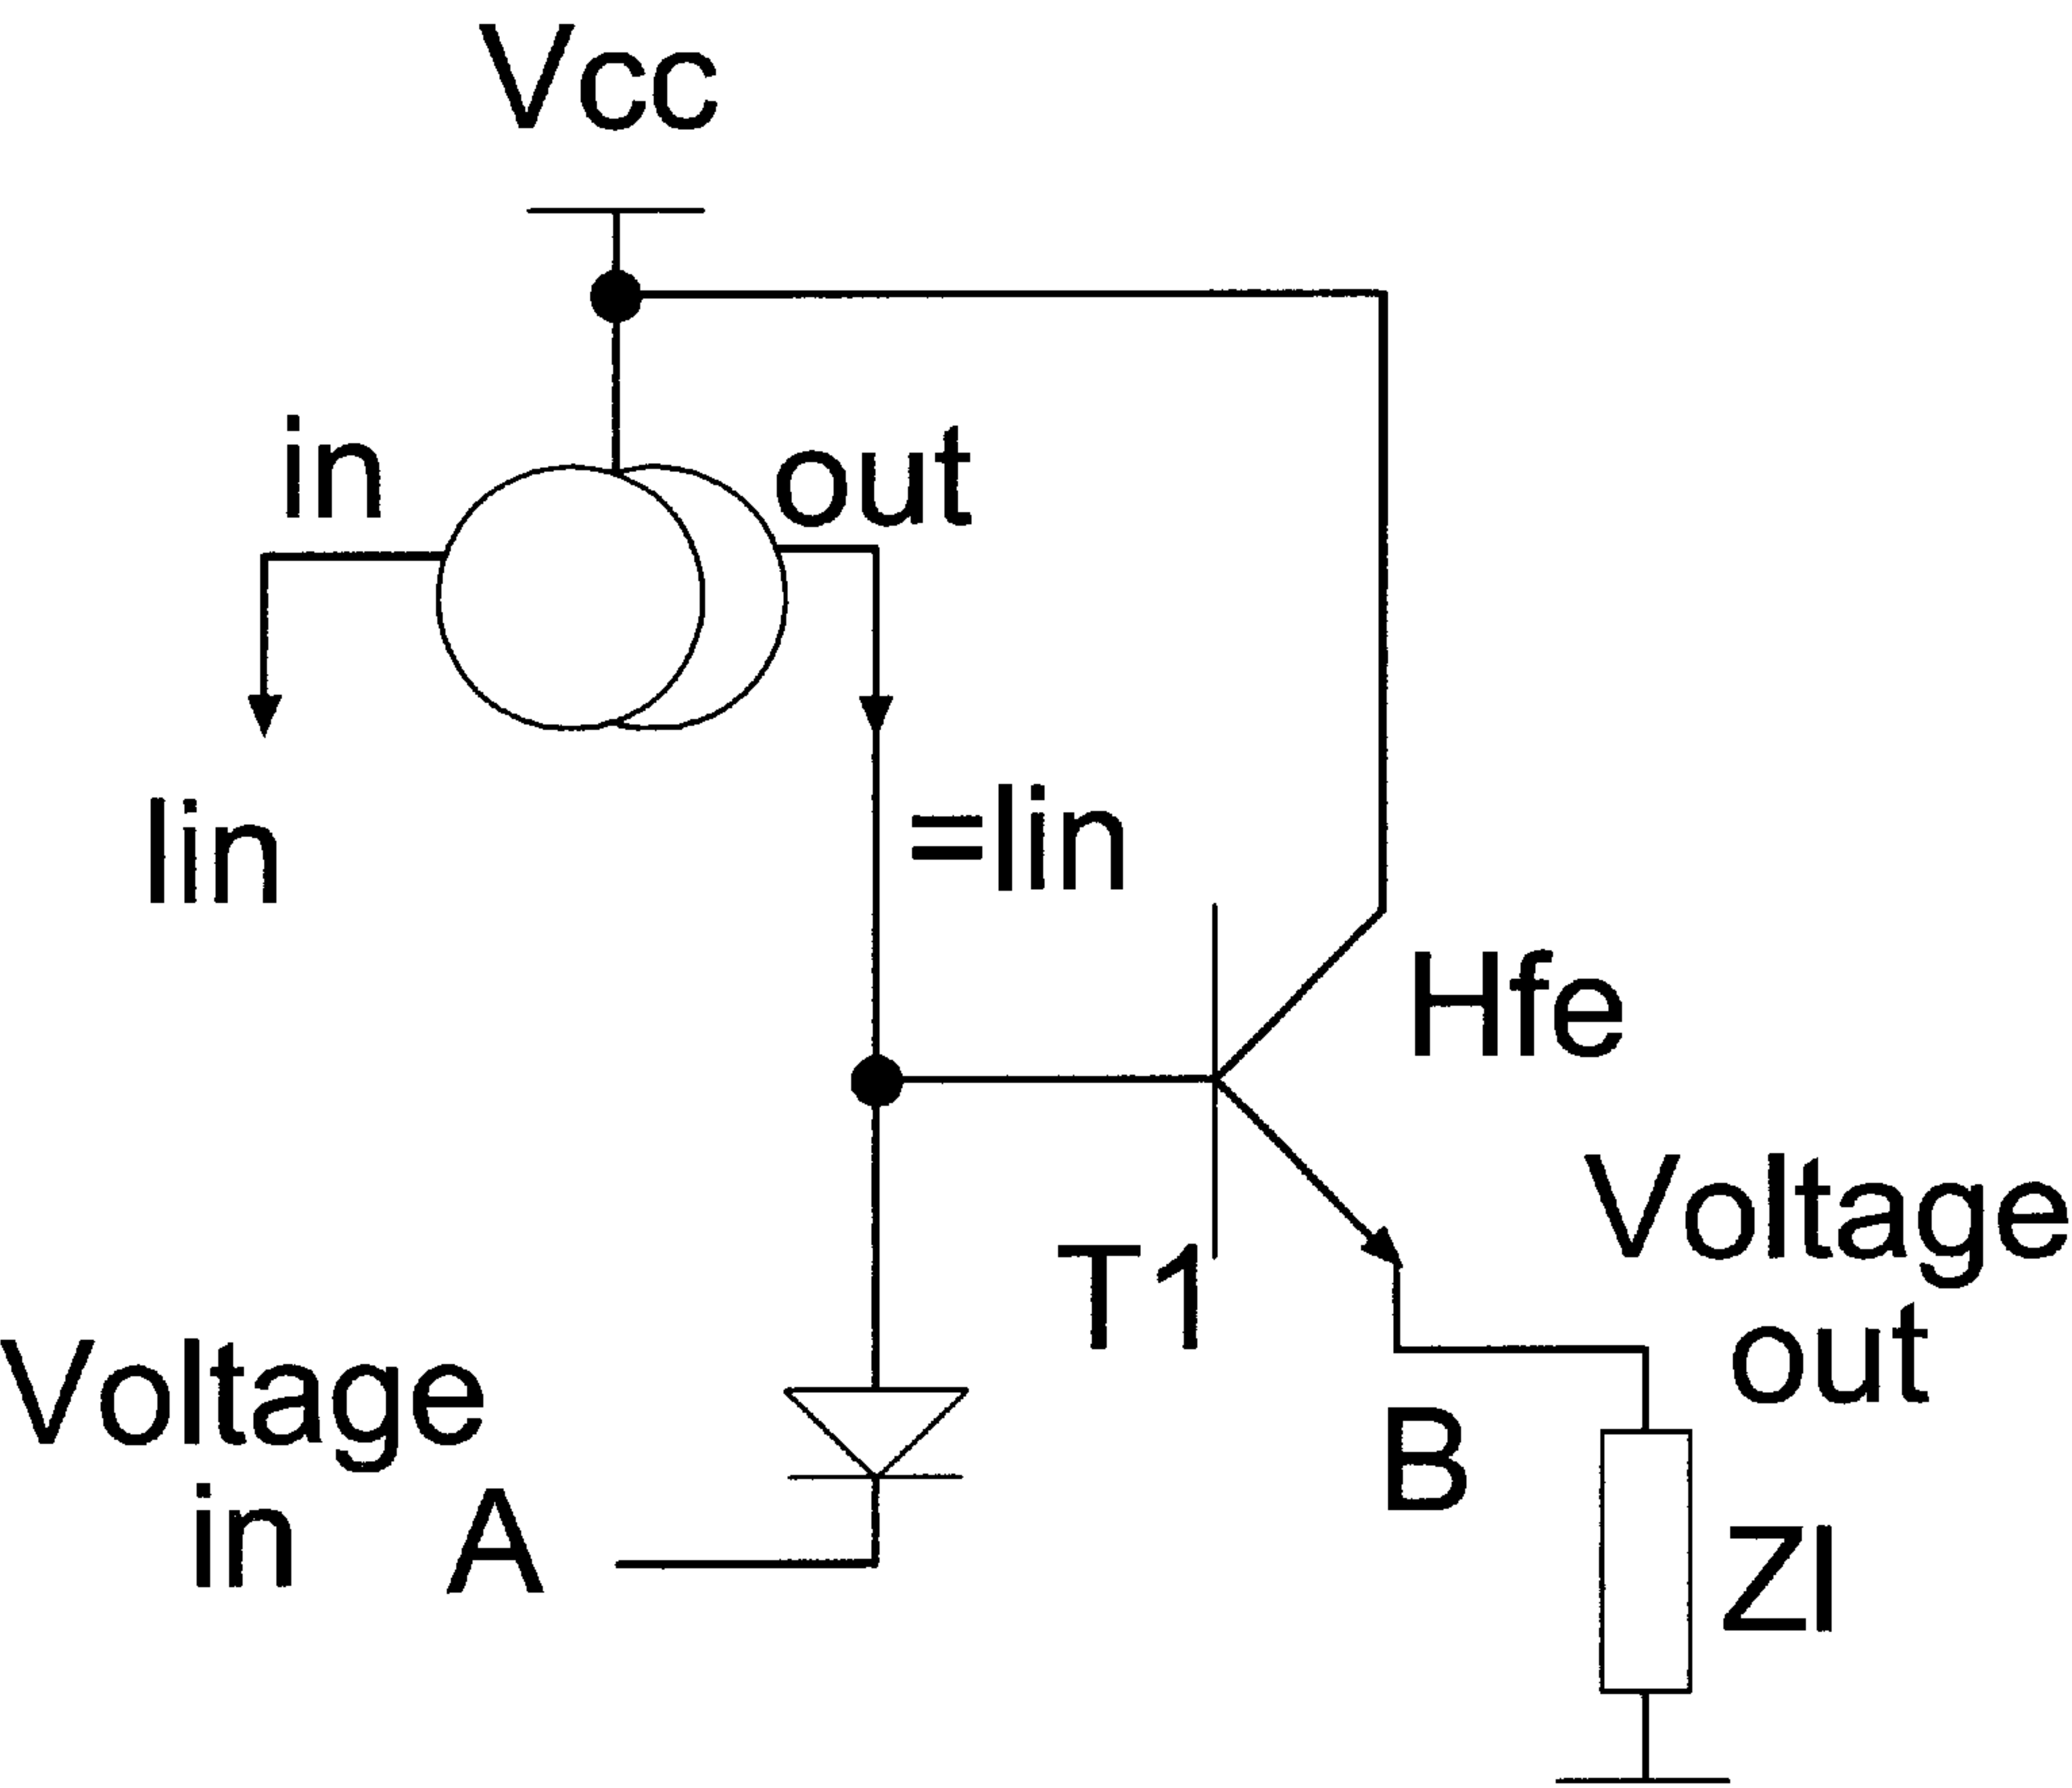 Vcc
in
out
Iin
=Iin
Hfe
T1
Voltage
out
Voltage
in A
B
Zl